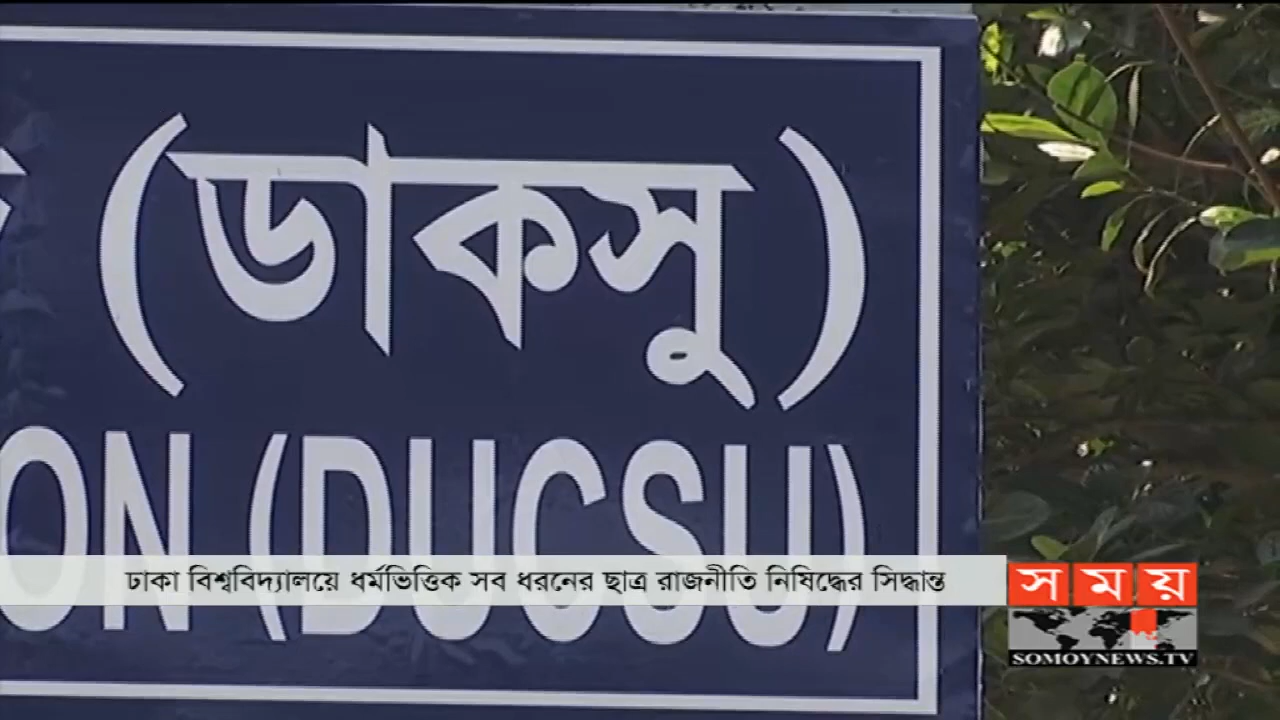 (ডাকসু)
ON (DUCSU)
ঢাকা বিশ্ববিদ্যালয়ে ধর্মভিত্তিক সব ধরনের ছাত্র রাজনীতি নিষিদ্ধের সিদ্ধান্ত
সময়
SOMOYNEWS.TV